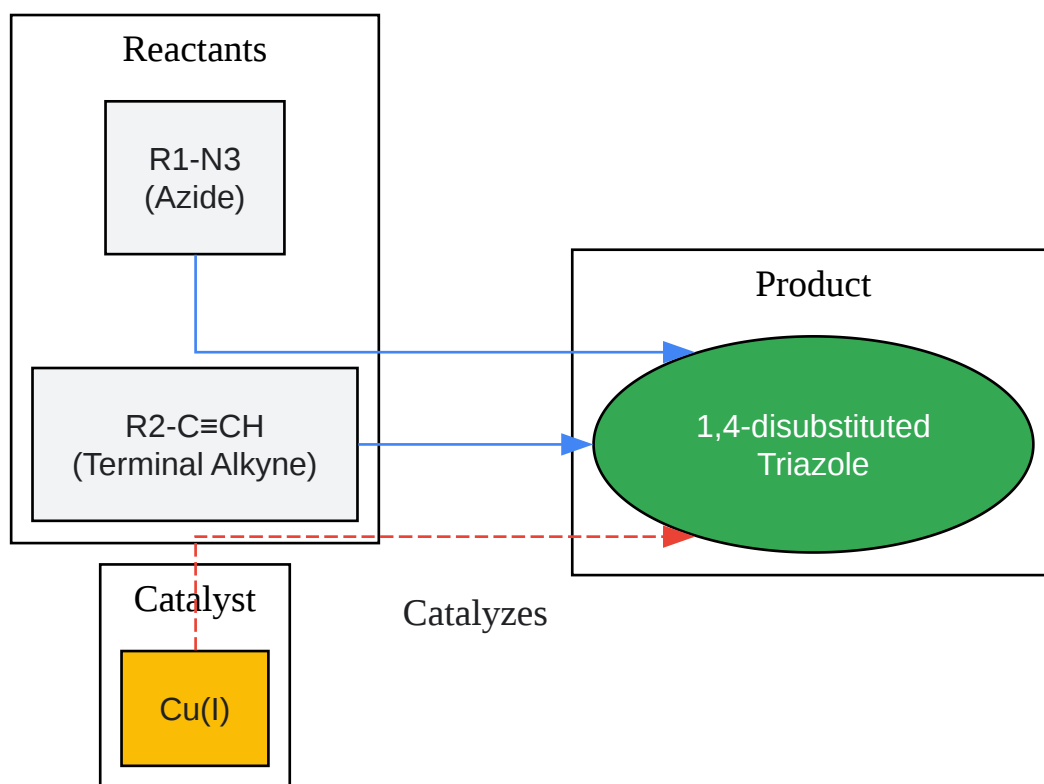 Reactants
R1-N3
(Azide)
R2-C≡CH
(Terminal Alkyne)
Product
1,4-disubstituted
Triazole
Catalyst
Catalyzes
Cu(I)